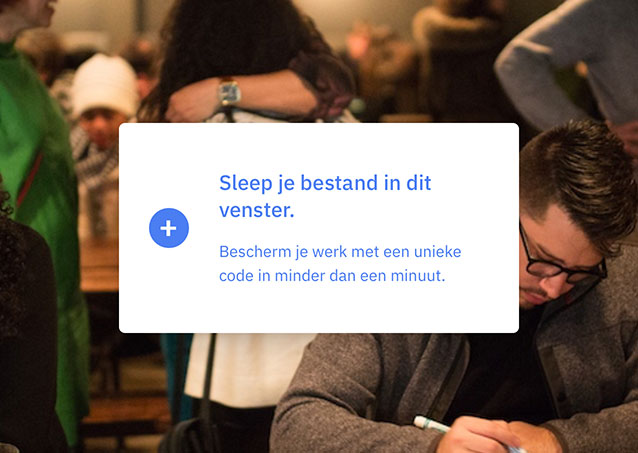 Sleep je bestand in dit
venster.
Bescherm je werk met een unieke
code in minder dan een minuut.